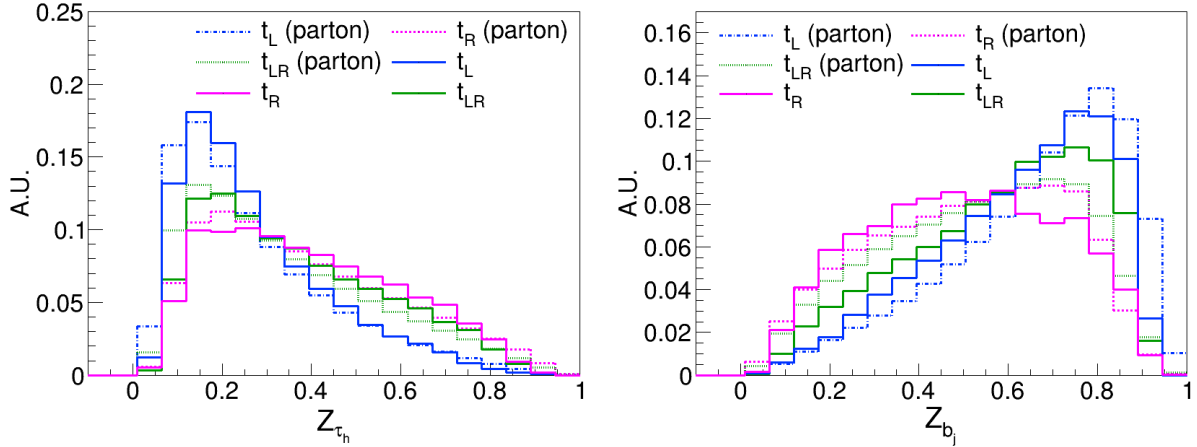 t_L (parton) t_R (parton)
t_LR (parton) t_L
t_R t_LR
0.25
0.2
0.15
0.1
0.05
0
A.U.
0 0.2 0.4 0.6 0.8 1
Z_τ_h
t_L (parton) t_R (parton)
t_LR (parton) t_L
t_R t_LR
0.16
0.14
0.12
0.1
0.08
0.06
0.04
0.02
0
A.U.
0 0.2 0.4 0.6 0.8 1
Z_b_j